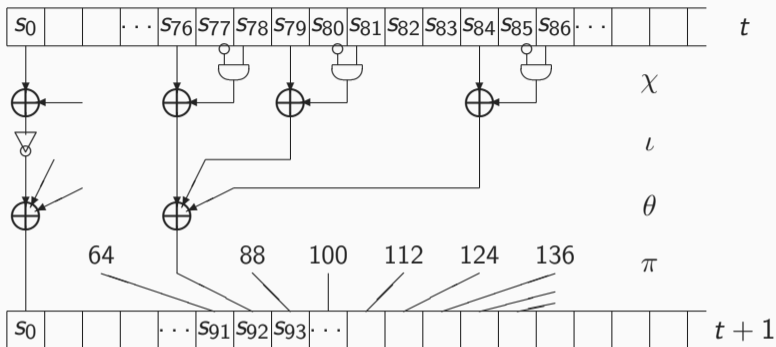 s0 ··· s76 s77 s78 s79 s80 s81 s82 s83 s84 s85 s86 ··· t
χ
ι
θ
64 88 100 112 124 136 π
s0 ··· s91 s92 s93 ··· t + 1